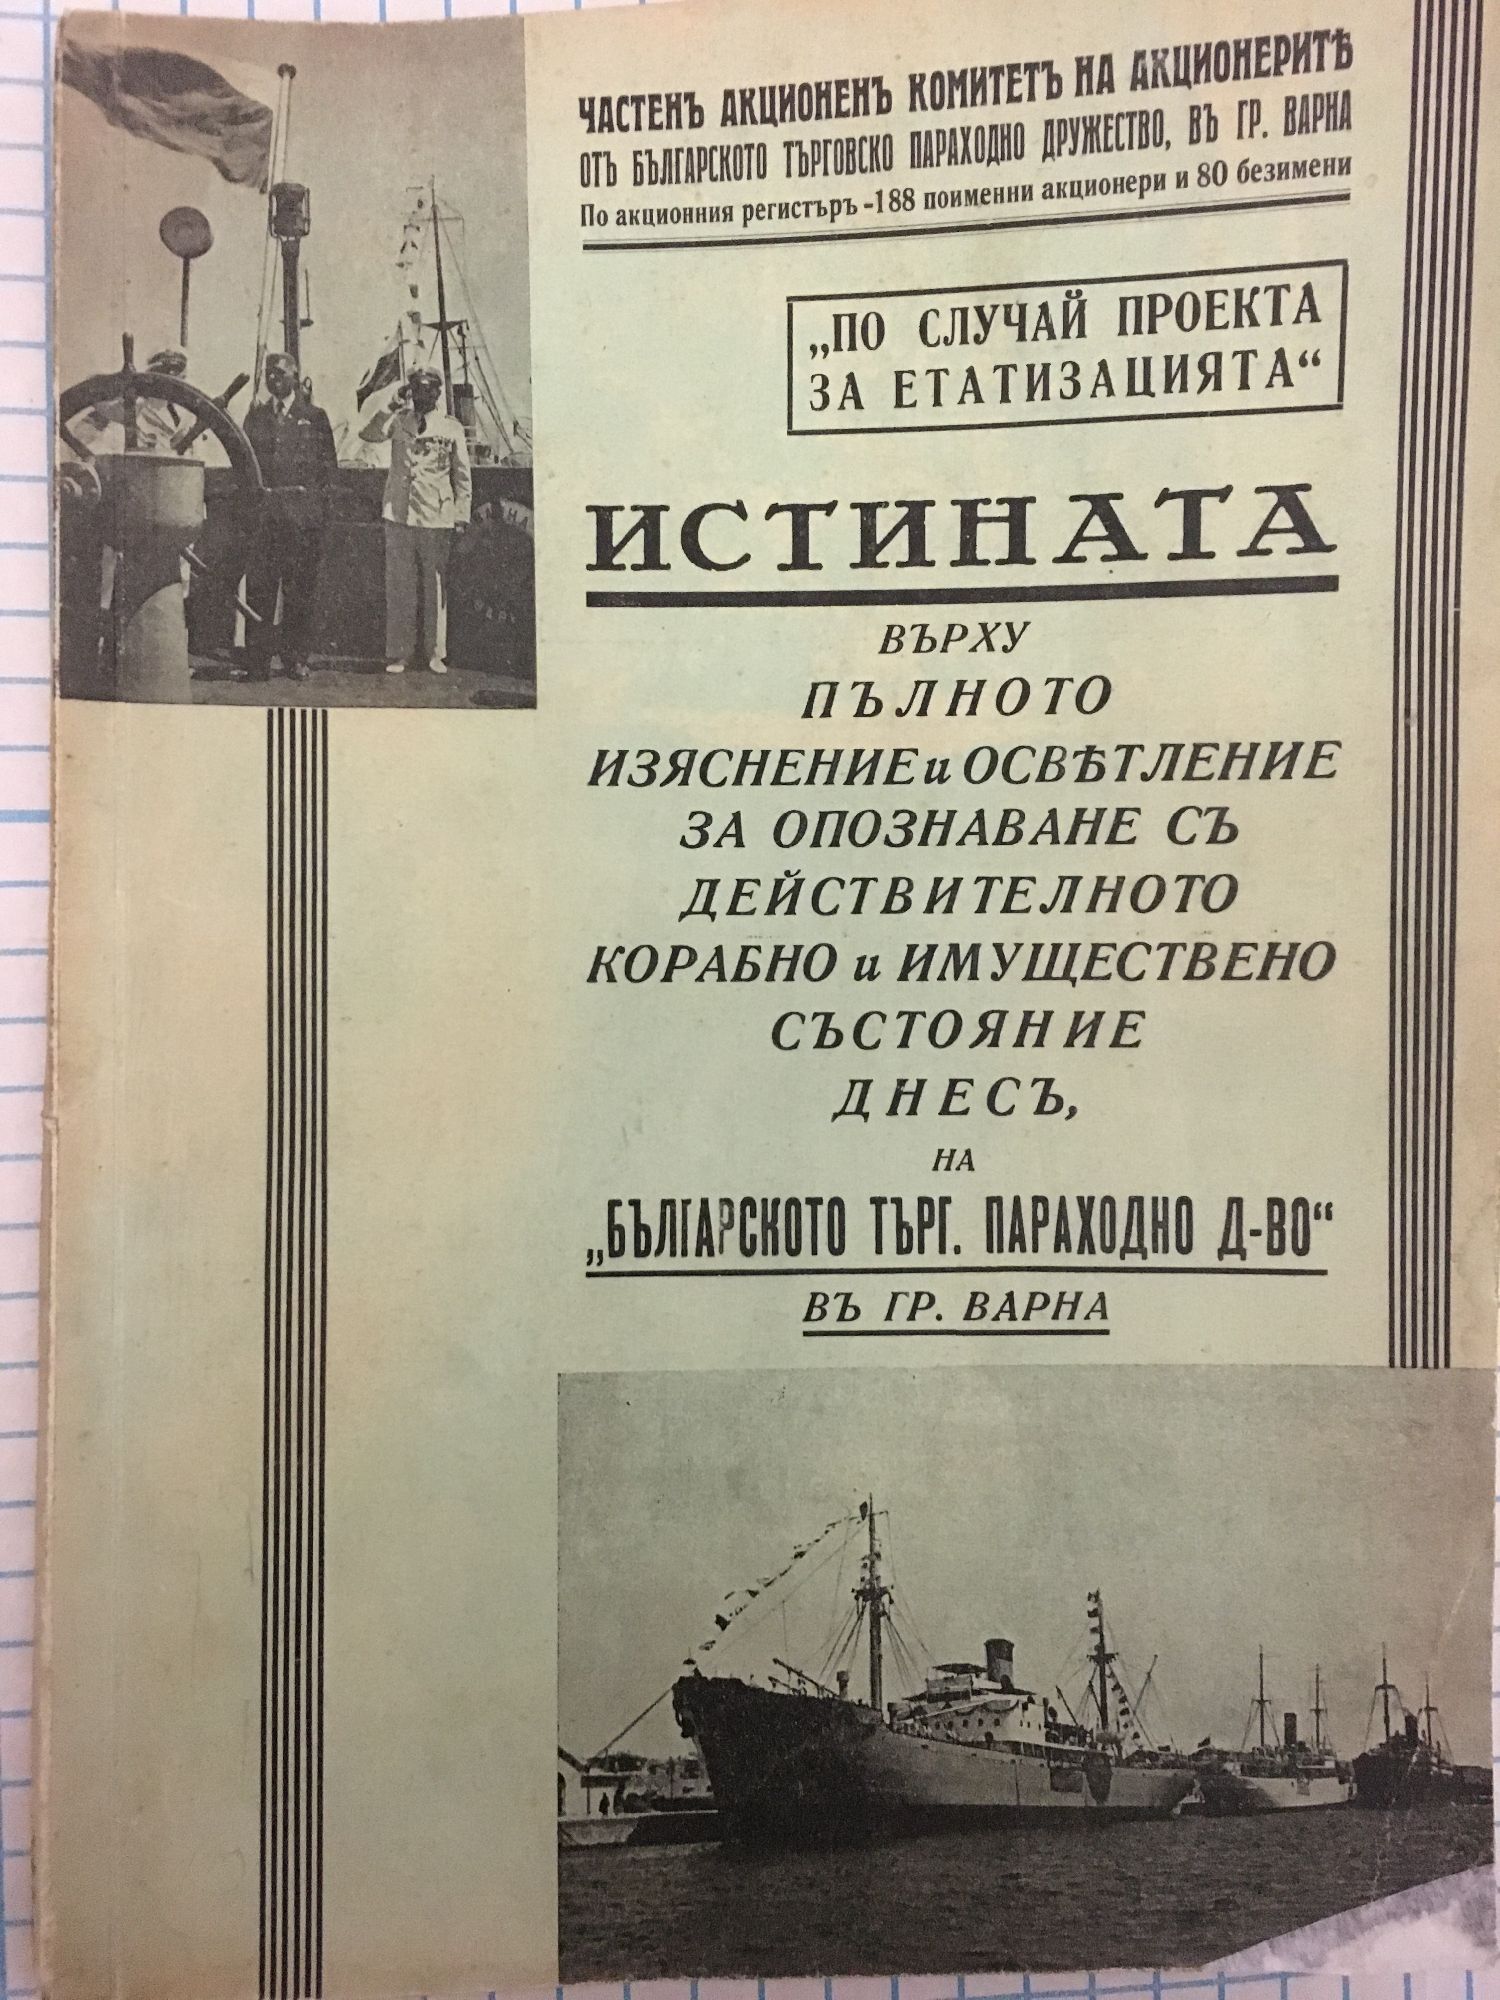 ЧАСТЕНЪ АКЦИОНЕНЪ КОМИТЕТЪ НА АКЦИОНЕРИТѢ
ОТЪ БЪЛГАРСКОТО ТЪРГОВСКО ПАРАХОДНО ДРУЖЕСТВО, ВЪ ГР. ВАРНА
По акционния регистъръ - 188 поименни акционери и 80 безимени
„ПО СЛУЧАЙ ПРОЕКТА
ЗА ЕТАТИЗАЦИЯТА“
ИСТИНАТА
ВЪРХУ
ПЪЛНОТО
ИЗЯСНЕНИЕ и ОСВѢТЛЕНИЕ
ЗА ОПОЗНАВАНЕ СЪ
ДЕЙСТВИТЕЛНОТО
КОРАБНО и ИМУЩЕСТВЕНО
СЪСТОЯНИЕ
ДНЕСЪ,
НА
„БЪЛГАРСКОТО ТЪРГ. ПАРАХОДНО Д-ВО“
ВЪ ГР. ВАРНА